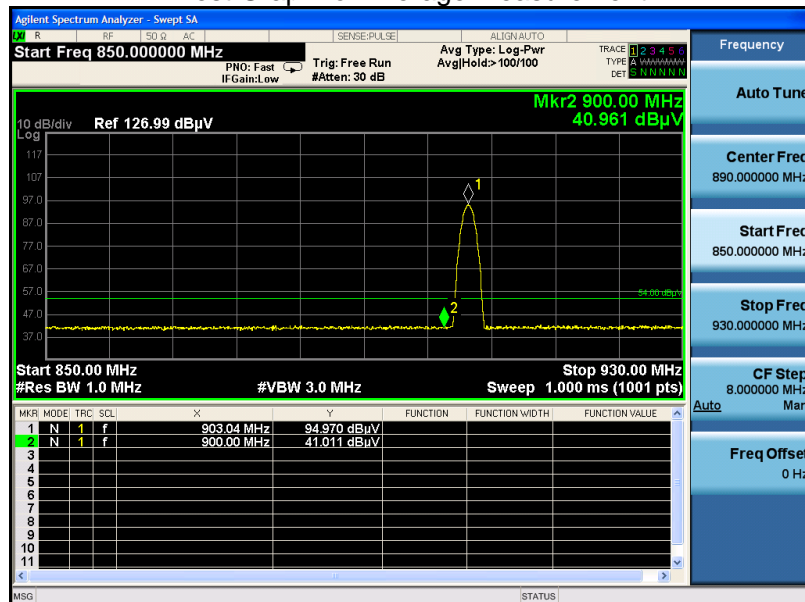 Agilent Spectrum Analyzer - Swept SA
LXI R RF 50 Ω AC SENSE:PULSE ALIGN AUTO
Start Freq 850.000000 MHz
PNO: Fast
IFGain:Low
Trig: Free Run
#Atten: 30 dB
Avg Type: Log-Pwr
Avg|Hold:>100/100
TRACE 1 2 3 4 5 6
TYPE A WWWWW
DET S N N N N N
Mkr2 900.00 MHz
40.961 dBµV
10 dB/div Ref 126.99 dBµV
Log
117
107
97.0
87.0
77.0
67.0
57.0
47.0
37.0
1
2
54.00 dBµV
Start 850.00 MHz Stop 930.00 MHz
#Res BW 1.0 MHz #VBW 3.0 MHz Sweep 1.000 ms (1001 pts)
MKR MODE TRC SCL X Y FUNCTION FUNCTION WIDTH FUNCTION VALUE
1 N 1 f 903.04 MHz 94.970 dBµV
2 N 1 f 900.00 MHz 41.011 dBµV
3
4
5
6
7
8
9
10
11
MSG STATUS
Frequency
Auto Tune
Center Freq
890.000000 MHz
Start Freq
850.000000 MHz
Stop Freq
930.000000 MHz
CF Step
8.000000 MHz
Auto Man
Freq Offset
0 Hz